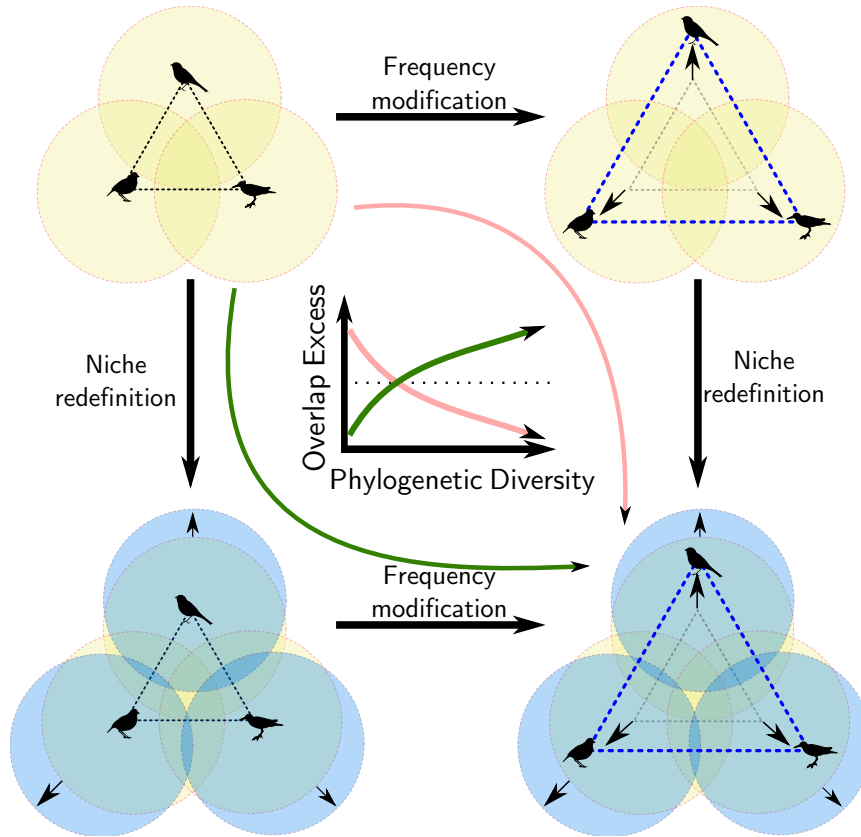 Frequency
modification
Niche
redefinition
Overlap Excess
Phylogenetic Diversity
Niche
redefinition
Frequency
modification